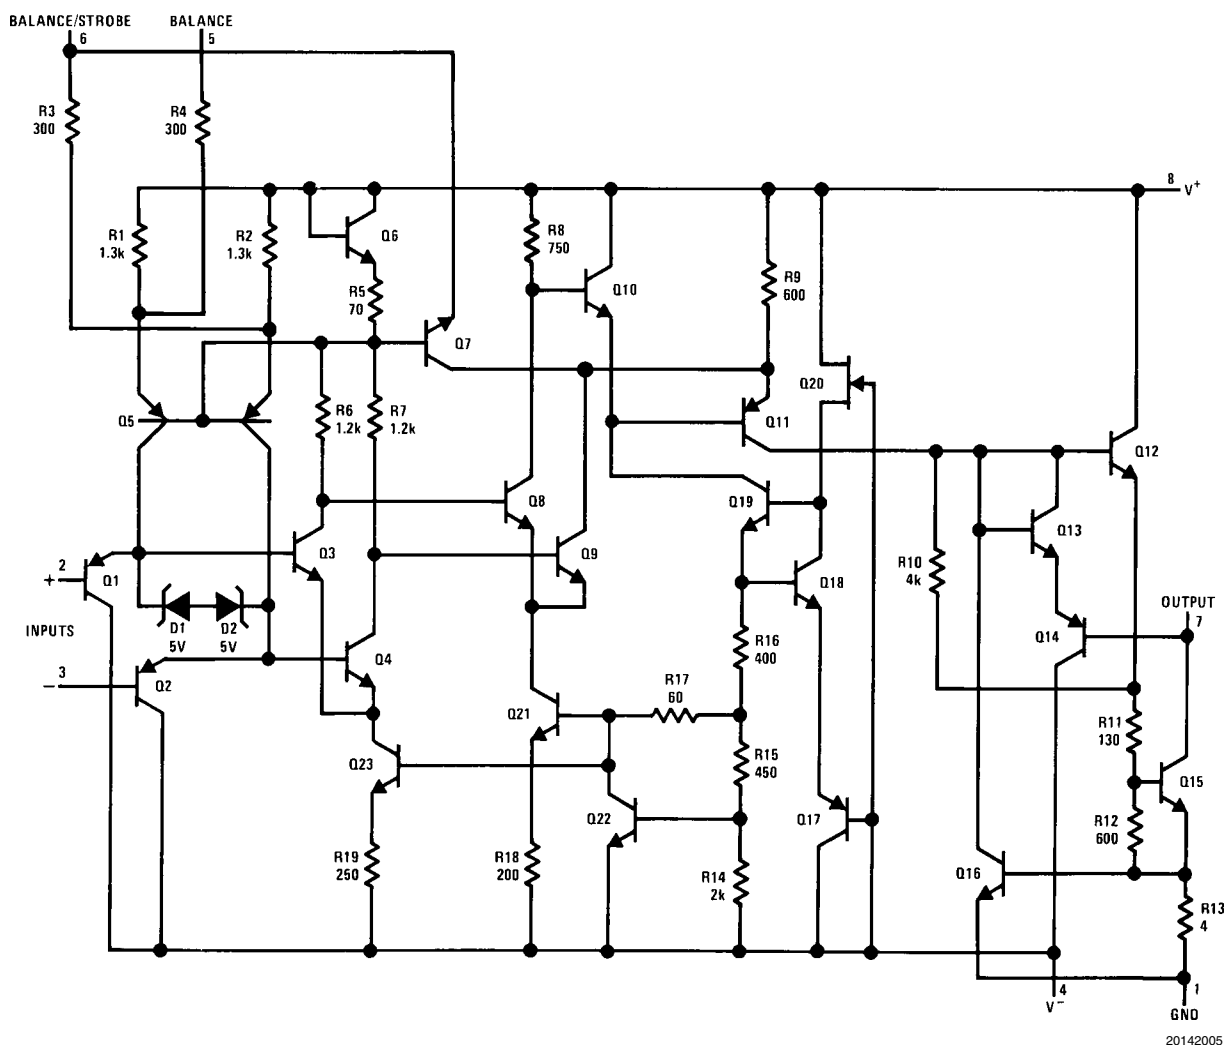 BALANCE/STROBE
6
BALANCE
5
R3
300
R4
300
8
V+
R1
1.3k
R2
1.3k
Q6
R5
70
Q7
R8
750
Q10
R9
600
Q20
Q5
R6
1.2k
R7
1.2k
Q11
Q12
Q8
Q19
Q13
Q3
Q9
2
+
Q1
Q18
R10
4k
INPUTS
D1
5V
D2
5V
OUTPUT
7
R16
400
Q14
3
−
Q2
Q4
R17
60
Q21
R11
130
Q23
R15
450
Q15
Q22
Q17
R12
600
R19
250
R18
200
R14
2k
Q16
R13
4
4
V−
1
GND
20142005